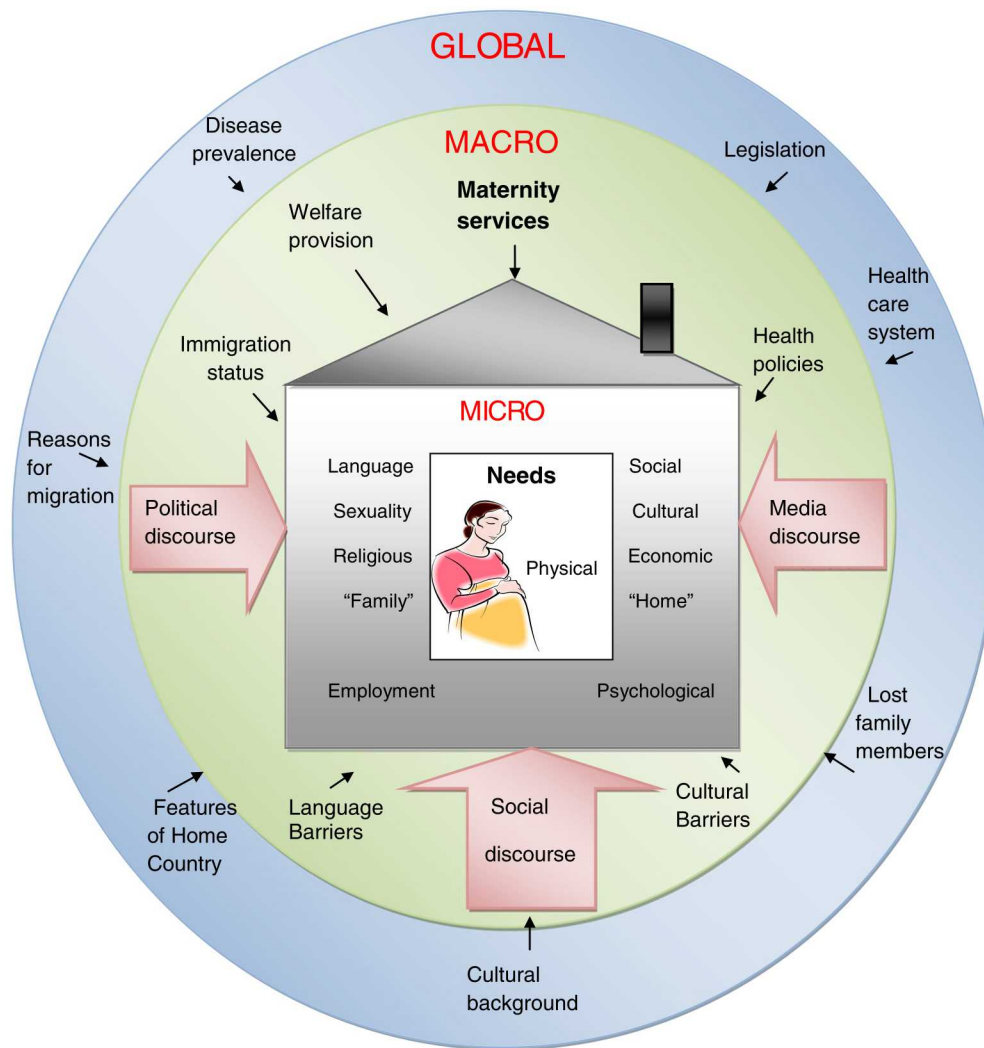 GLOBAL
MACRO
Disease
prevalence
Legislation
Maternity
services
Welfare
provision
Health
care
system
Immigration
status
Health
policies
MICRO
Reasons
for
migration
Language
Needs
Social
Political
discourse
Sexuality
Cultural
Media
discourse
Religious
Physical
Economic
“Family”
“Home”
Employment
Psychological
Lost
family
members
Features
of Home
Country
Language
Barriers
Social
discourse
Cultural
Barriers
Cultural
background